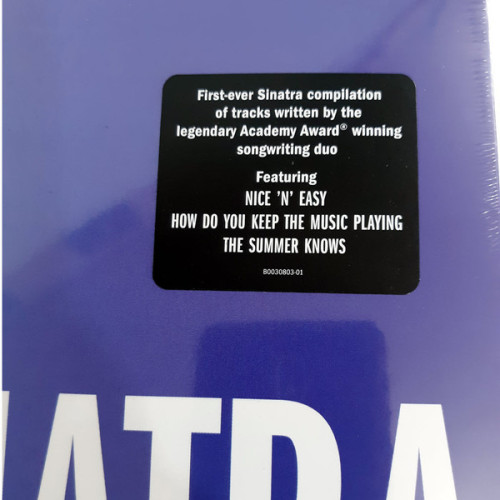 First-ever Sinatra compilation
of tracks written by the
legendary Academy Award® winning
songwriting duo
Featuring
NICE 'N' EASY
HOW DO YOU KEEP THE MUSIC PLAYING
THE SUMMER KNOWS
B0030803-01
NATRA